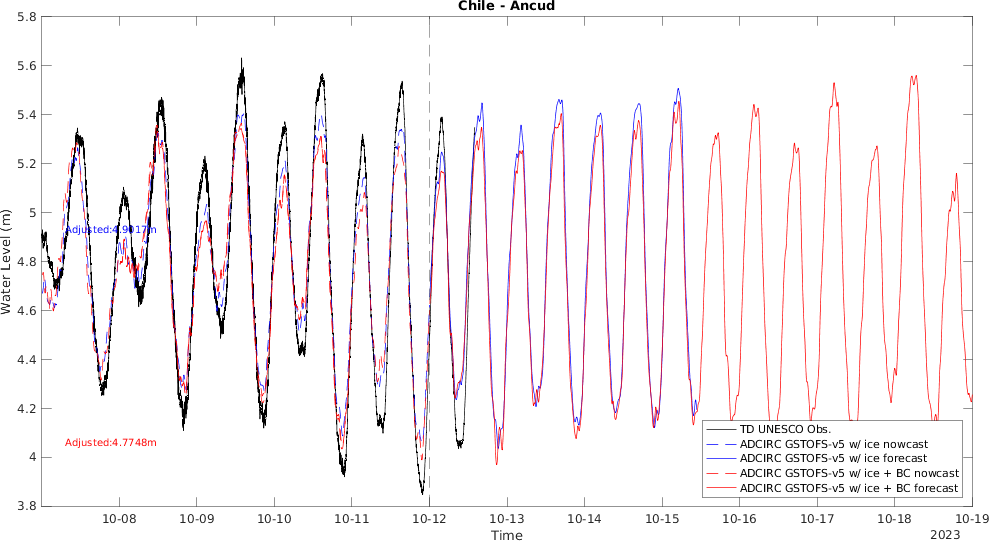 Chile - Ancud
5.8
5.6
5.4
5.2
5
4.8
4.6
4.4
4.2
4
3.8
Water Level (m)
Adjusted:4.9017m
Adjusted:4.7748m
TD UNESCO Obs.
ADCIRC GSTOFS-v5 w/ ice nowcast
ADCIRC GSTOFS-v5 w/ ice forecast
ADCIRC GSTOFS-v5 w/ ice + BC nowcast
ADCIRC GSTOFS-v5 w/ ice + BC forecast
10-08 10-09 10-10 10-11 10-12 10-13 10-14 10-15 10-16 10-17 10-18 10-19
Time
2023